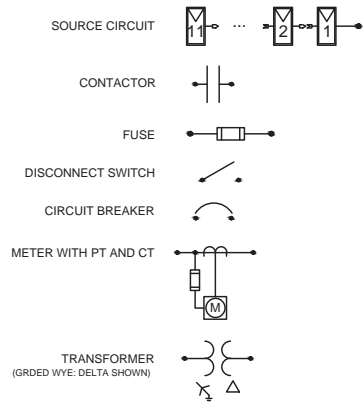 SOURCE CIRCUIT
11 ... 2 1
CONTACTOR
FUSE
DISCONNECT SWITCH
CIRCUIT BREAKER
METER WITH PT AND CT
M
TRANSFORMER
(GRDED WYE: DELTA SHOWN)